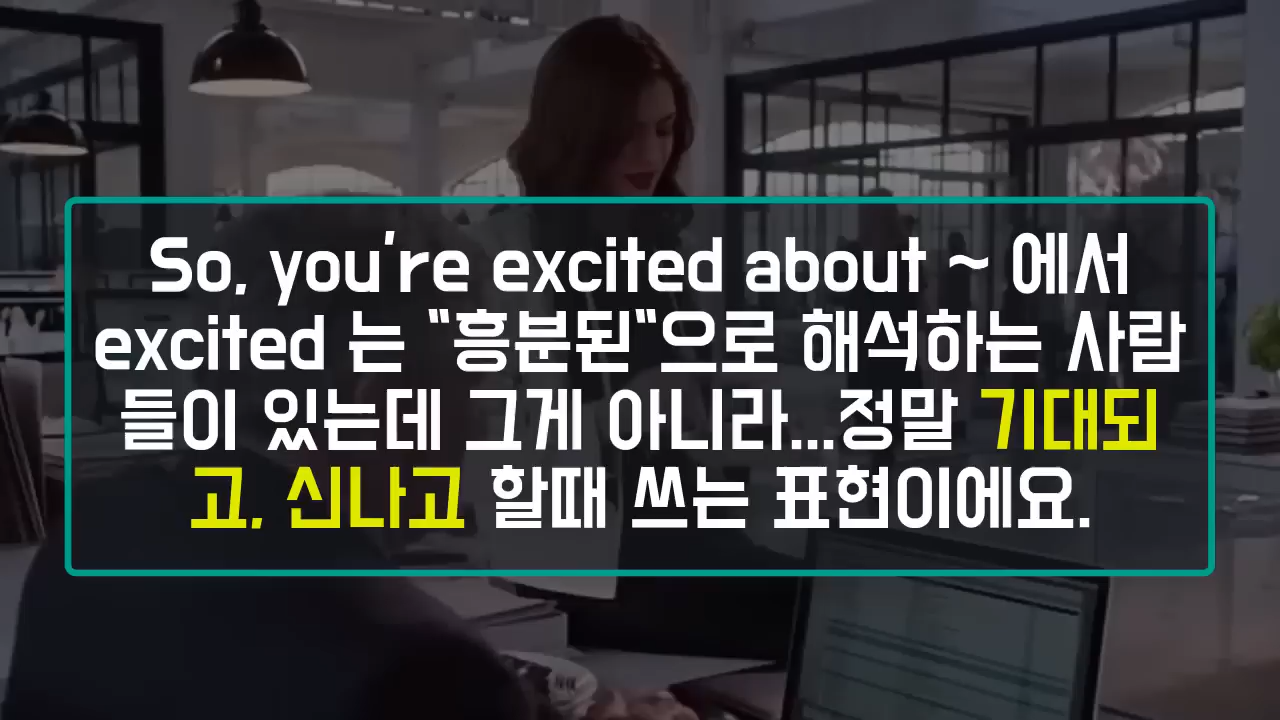 So, you're excited about ~ 에서
excited 는 "흥분된"으로 해석하는 사람
들이 있는데 그게 아니라...정말 기대되
고, 신나고 할때 쓰는 표현이에요.